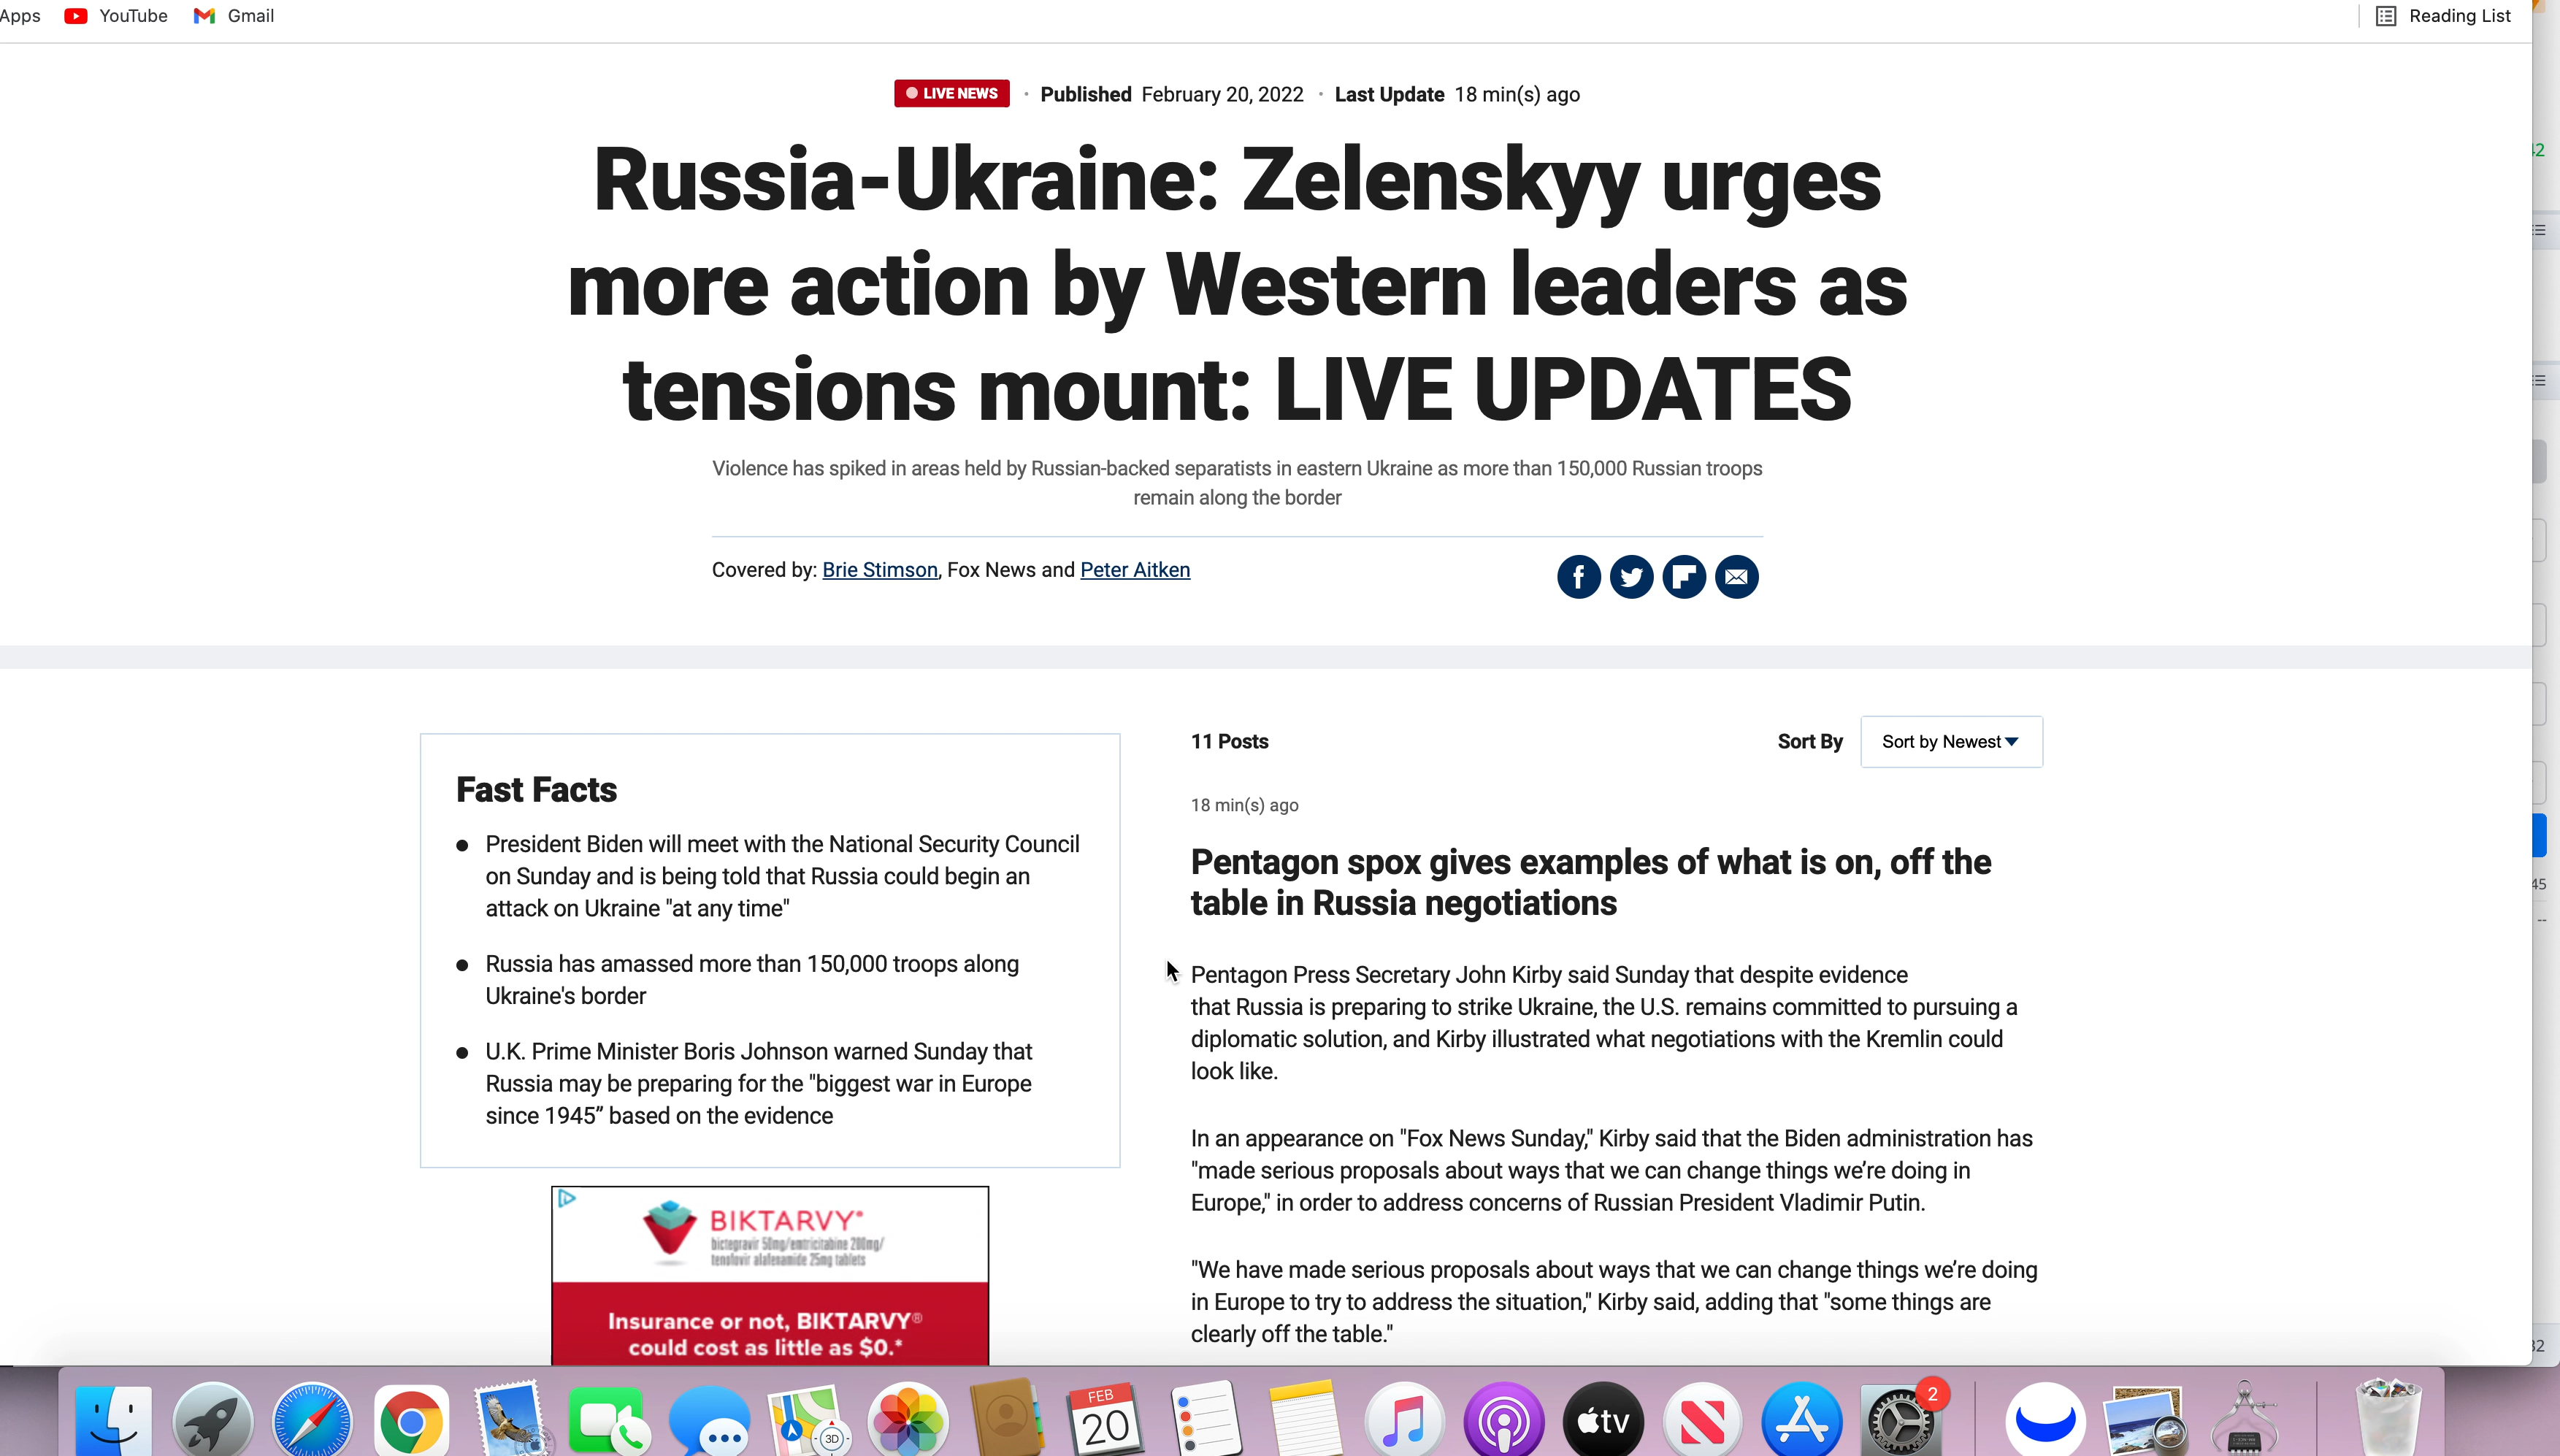 Apps YouTube Gmail Reading List
LIVE NEWS · Published February 20, 2022 · Last Update 18 min(s) ago
Russia-Ukraine: Zelenskyy urges
more action by Western leaders as
tensions mount: LIVE UPDATES
Violence has spiked in areas held by Russian-backed separatists in eastern Ukraine as more than 150,000 Russian troops
remain along the border
Covered by: Brie Stimson, Fox News and Peter Aitken
Fast Facts
President Biden will meet with the National Security Council
on Sunday and is being told that Russia could begin an
attack on Ukraine "at any time"
Russia has amassed more than 150,000 troops along
Ukraine's border
U.K. Prime Minister Boris Johnson warned Sunday that
Russia may be preparing for the "biggest war in Europe
since 1945” based on the evidence
BIKTARVY®
bictegravir 50mg/emtricitabine 200mg/
tenofovir alafenamide 25mg tablets
Insurance or not, BIKTARVY®
could cost as little as $0.*
11 Posts
Sort By Sort by Newest
18 min(s) ago
Pentagon spox gives examples of what is on, off the
table in Russia negotiations
Pentagon Press Secretary John Kirby said Sunday that despite evidence
that Russia is preparing to strike Ukraine, the U.S. remains committed to pursuing a
diplomatic solution, and Kirby illustrated what negotiations with the Kremlin could
look like.
In an appearance on "Fox News Sunday," Kirby said that the Biden administration has
"made serious proposals about ways that we can change things we’re doing in
Europe," in order to address concerns of Russian President Vladimir Putin.
"We have made serious proposals about ways that we can change things we’re doing
in Europe to try to address the situation," Kirby said, adding that "some things are
clearly off the table."
3D
FEB
20
tv
2